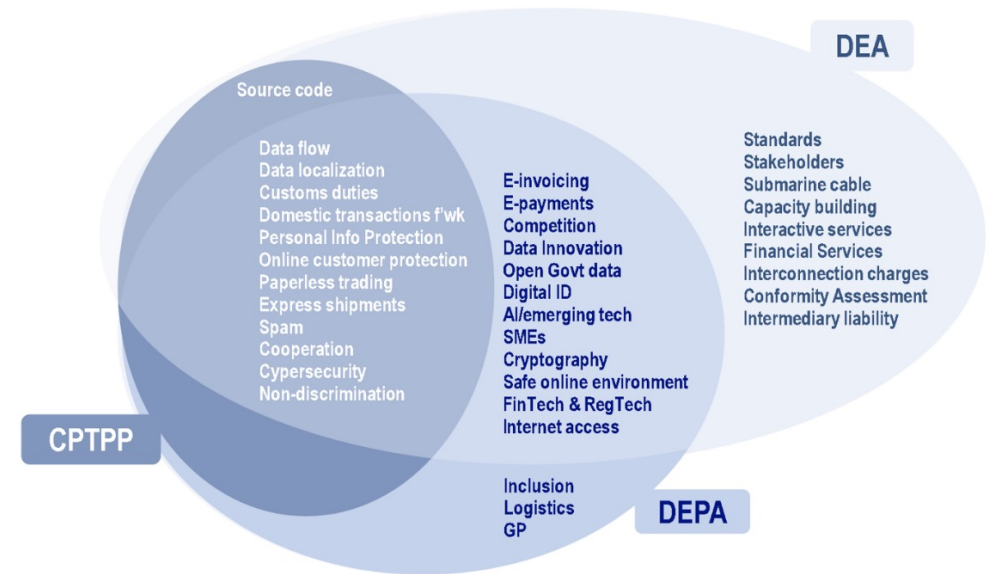 DEA
Source code
Data flow
Data localization
Customs duties
Domestic transactions f'wk
Personal Info Protection
Online customer protection
Paperless trading
Express shipments
Spam
Cooperation
Cypersecurity
Non-discrimination
E-invoicing
E-payments
Competition
Data Innovation
Open Govt data
Digital ID
AI/emerging tech
SMEs
Cryptography
Safe online environment
FinTech & RegTech
Internet access
Standards
Stakeholders
Submarine cable
Capacity building
Interactive services
Financial Services
Interconnection charges
Conformity Assessment
Intermediary liability
CPTPP
Inclusion
Logistics
GP
DEPA